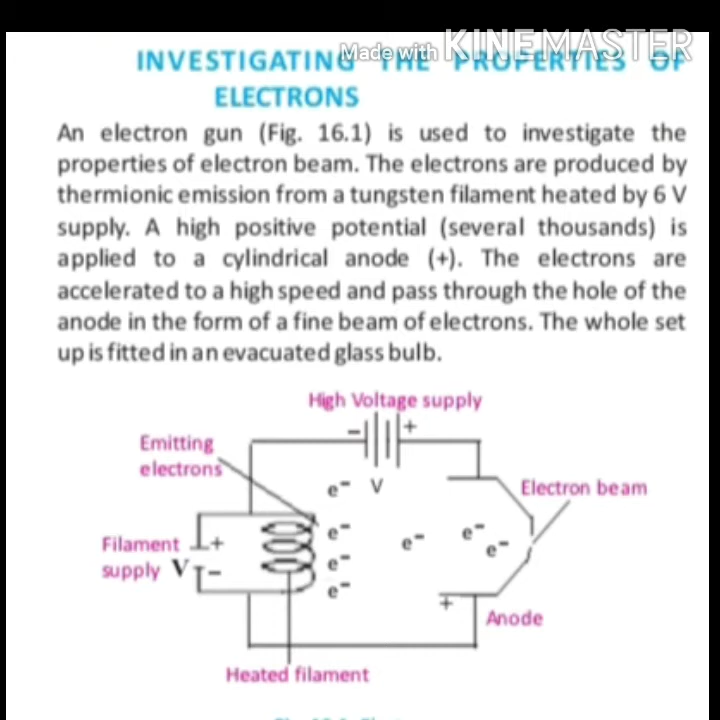 Made with KINEMASTER
INVESTIGATING THE PROPERTIES OF
ELECTRONS
An electron gun (Fig. 16.1) is used to investigate the
properties of electron beam. The electrons are produced by
thermionic emission from a tungsten filament heated by 6 V
supply. A high positive potential (several thousands) is
applied to a cylindrical anode (+). The electrons are
accelerated to a high speed and pass through the hole of the
anode in the form of a fine beam of electrons. The whole set
up is fitted in an evacuated glass bulb.
High Voltage supply
− +
Emitting
electrons
e⁻ V
Electron beam
e⁻
e⁻ e⁻ e⁻
Filament +
supply V −
e⁻
e⁻
+
Anode
Heated filament